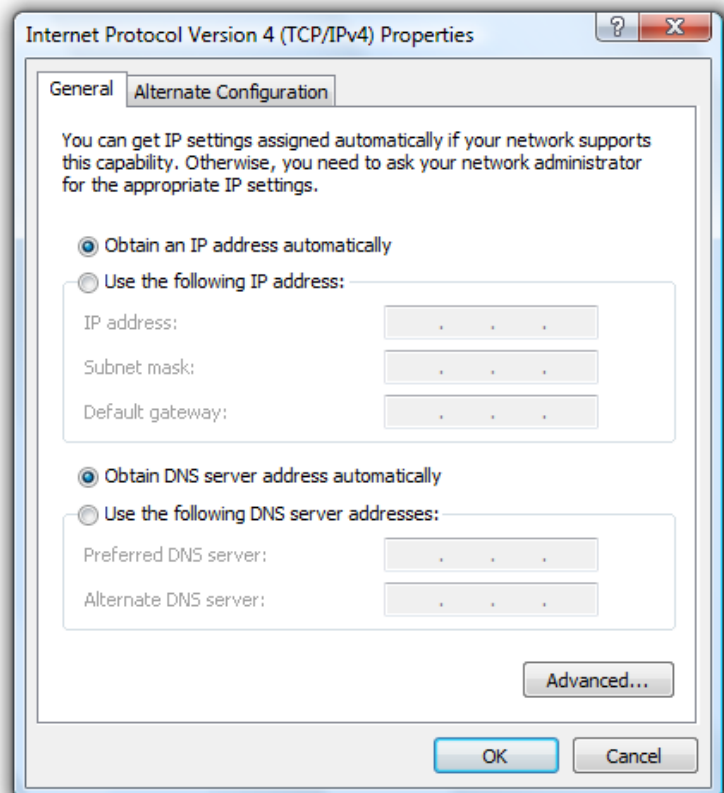 Internet Protocol Version 4 (TCP/IPv4) Properties
General
Alternate Configuration
You can get IP settings assigned automatically if your network supports
this capability. Otherwise, you need to ask your network administrator
for the appropriate IP settings.
Obtain an IP address automatically
Use the following IP address:
IP address:
Subnet mask:
Default gateway:
Obtain DNS server address automatically
Use the following DNS server addresses:
Preferred DNS server:
Alternate DNS server:
Advanced...
OK
Cancel